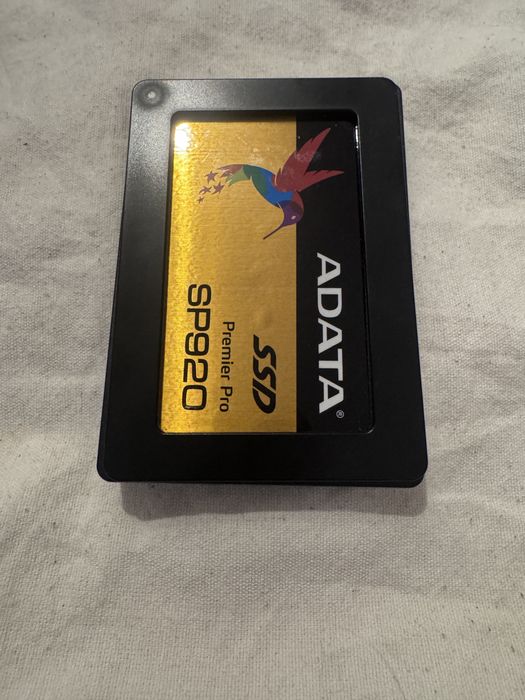 ADATA®
SSD
Premier Pro
SP920